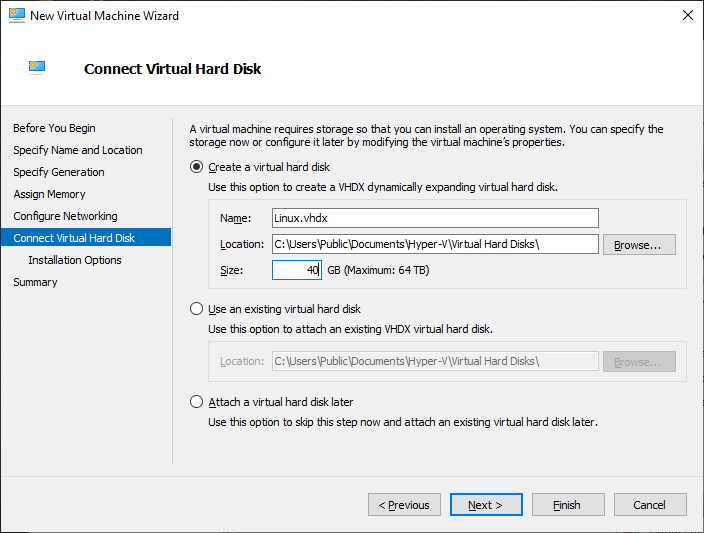 New Virtual Machine Wizard
Connect Virtual Hard Disk
Before You Begin
Specify Name and Location
Specify Generation
Assign Memory
Configure Networking
Connect Virtual Hard Disk
Installation Options
Summary
A virtual machine requires storage so that you can install an operating system. You can specify the
storage now or configure it later by modifying the virtual machine's properties.
Create a virtual hard disk
Use this option to create a VHDX dynamically expanding virtual hard disk.
Name: Linux.vhdx
Location: C:\Users\Public\Documents\Hyper-V\Virtual Hard Disks\ Browse...
Size: 40 GB (Maximum: 64 TB)
Use an existing virtual hard disk
Use this option to attach an existing VHDX virtual hard disk.
Location: C:\Users\Public\Documents\Hyper-V\Virtual Hard Disks\ Browse...
Attach a virtual hard disk later
Use this option to skip this step now and attach an existing virtual hard disk later.
< Previous Next > Finish Cancel